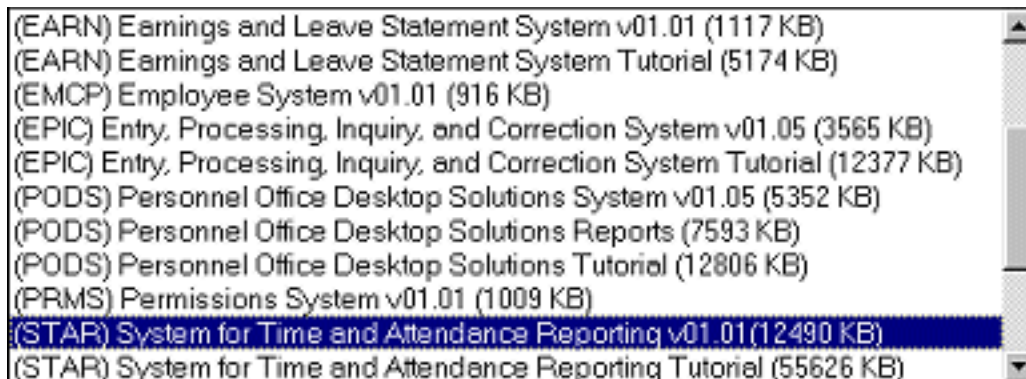 (EARN) Earnings and Leave Statement System v01.01 (1117 KB)
(EARN) Earnings and Leave Statement System Tutorial (5174 KB)
(EMCP) Employee System v01.01 (916 KB)
(EPIC) Entry, Processing, Inquiry, and Correction System v01.05 (3565 KB)
(EPIC) Entry, Processing, Inquiry, and Correction System Tutorial (12377 KB)
(PODS) Personnel Office Desktop Solutions System v01.05 (5352 KB)
(PODS) Personnel Office Desktop Solutions Reports (7593 KB)
(PODS) Personnel Office Desktop Solutions Tutorial (12806 KB)
(PRMS) Permissions System v01.01 (1009 KB)
(STAR) System for Time and Attendance Reporting v01.01(12490 KB)
(STAR) System for Time and Attendance Reporting Tutorial (55626 KB)